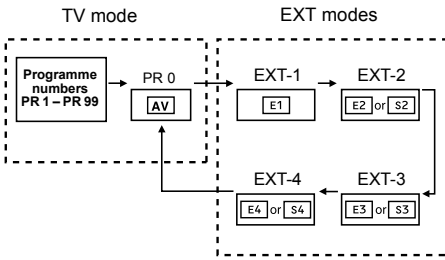 TV mode
EXT modes
Programme
numbers
PR 1 – PR 99
PR 0
AV
EXT-1
E1
EXT-2
E2 or S2
EXT-4
E4 or S4
EXT-3
E3 or S3